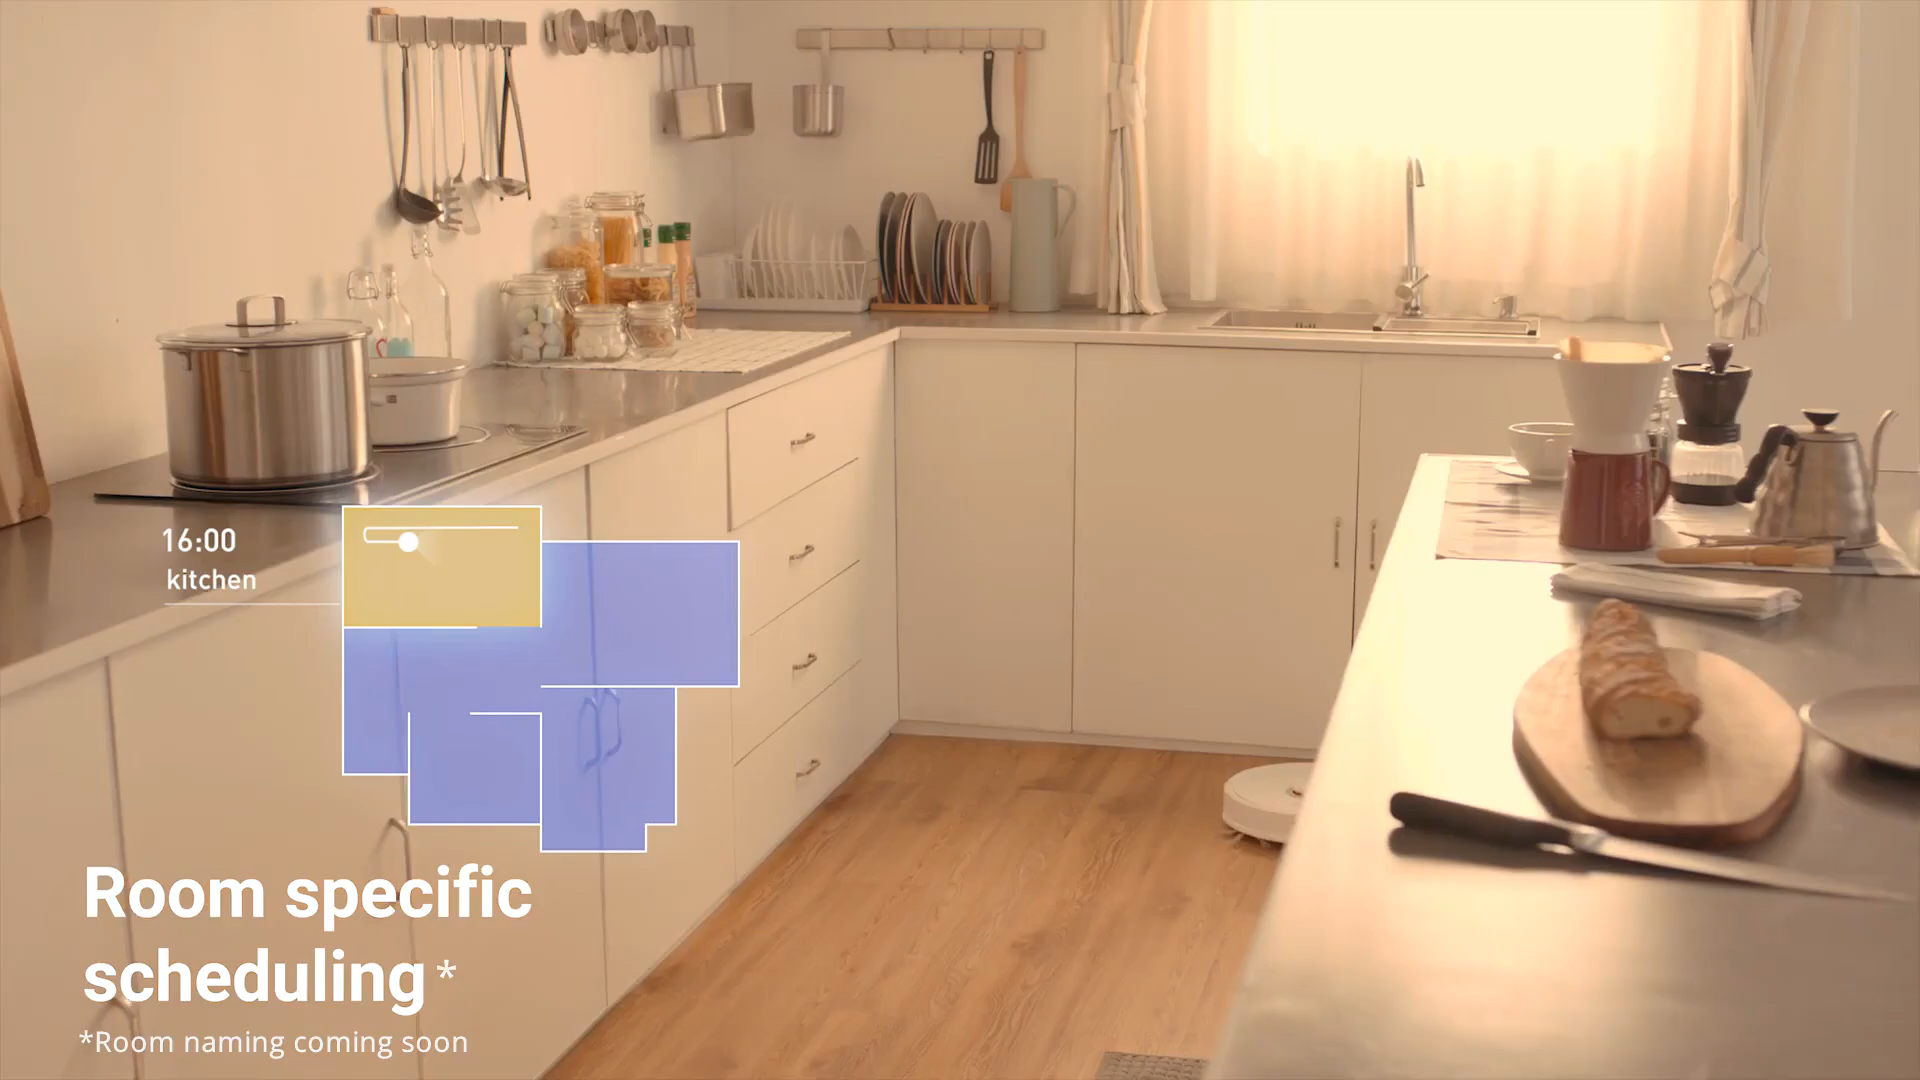 16:00
kitchen
Room specific
scheduling*
*Room naming coming soon